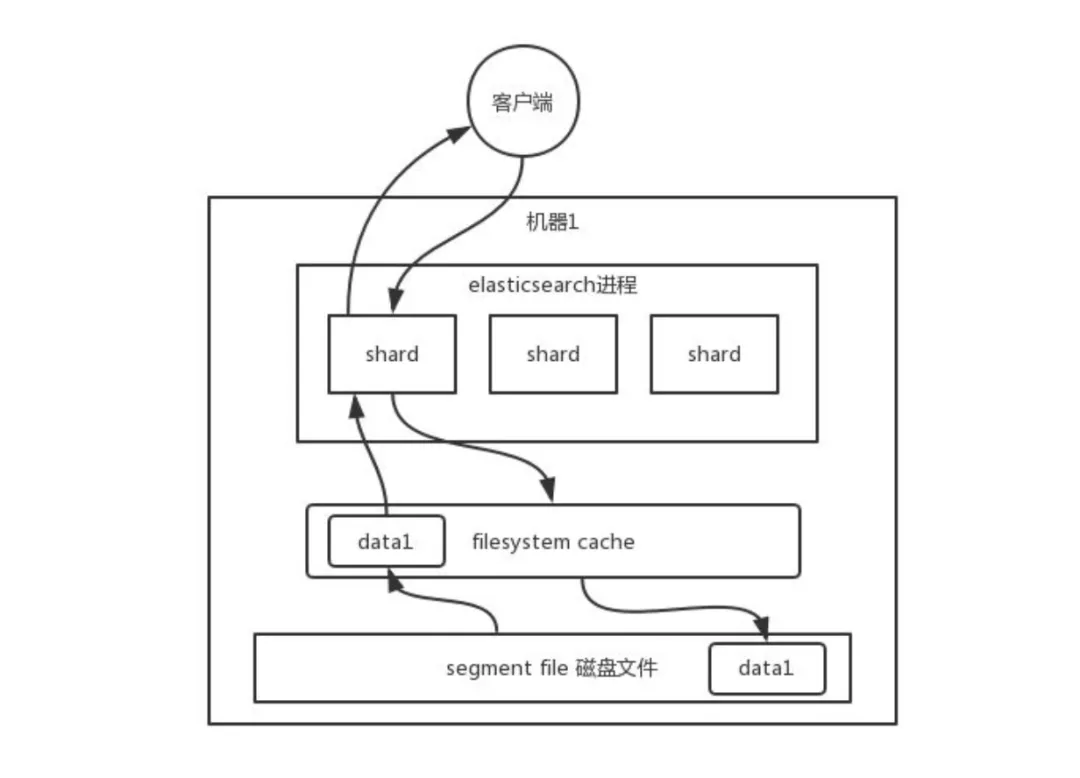 客户端
机器1
elasticsearch进程
shard
shard
shard
data1
filesystem cache
segment file 磁盘文件
data1